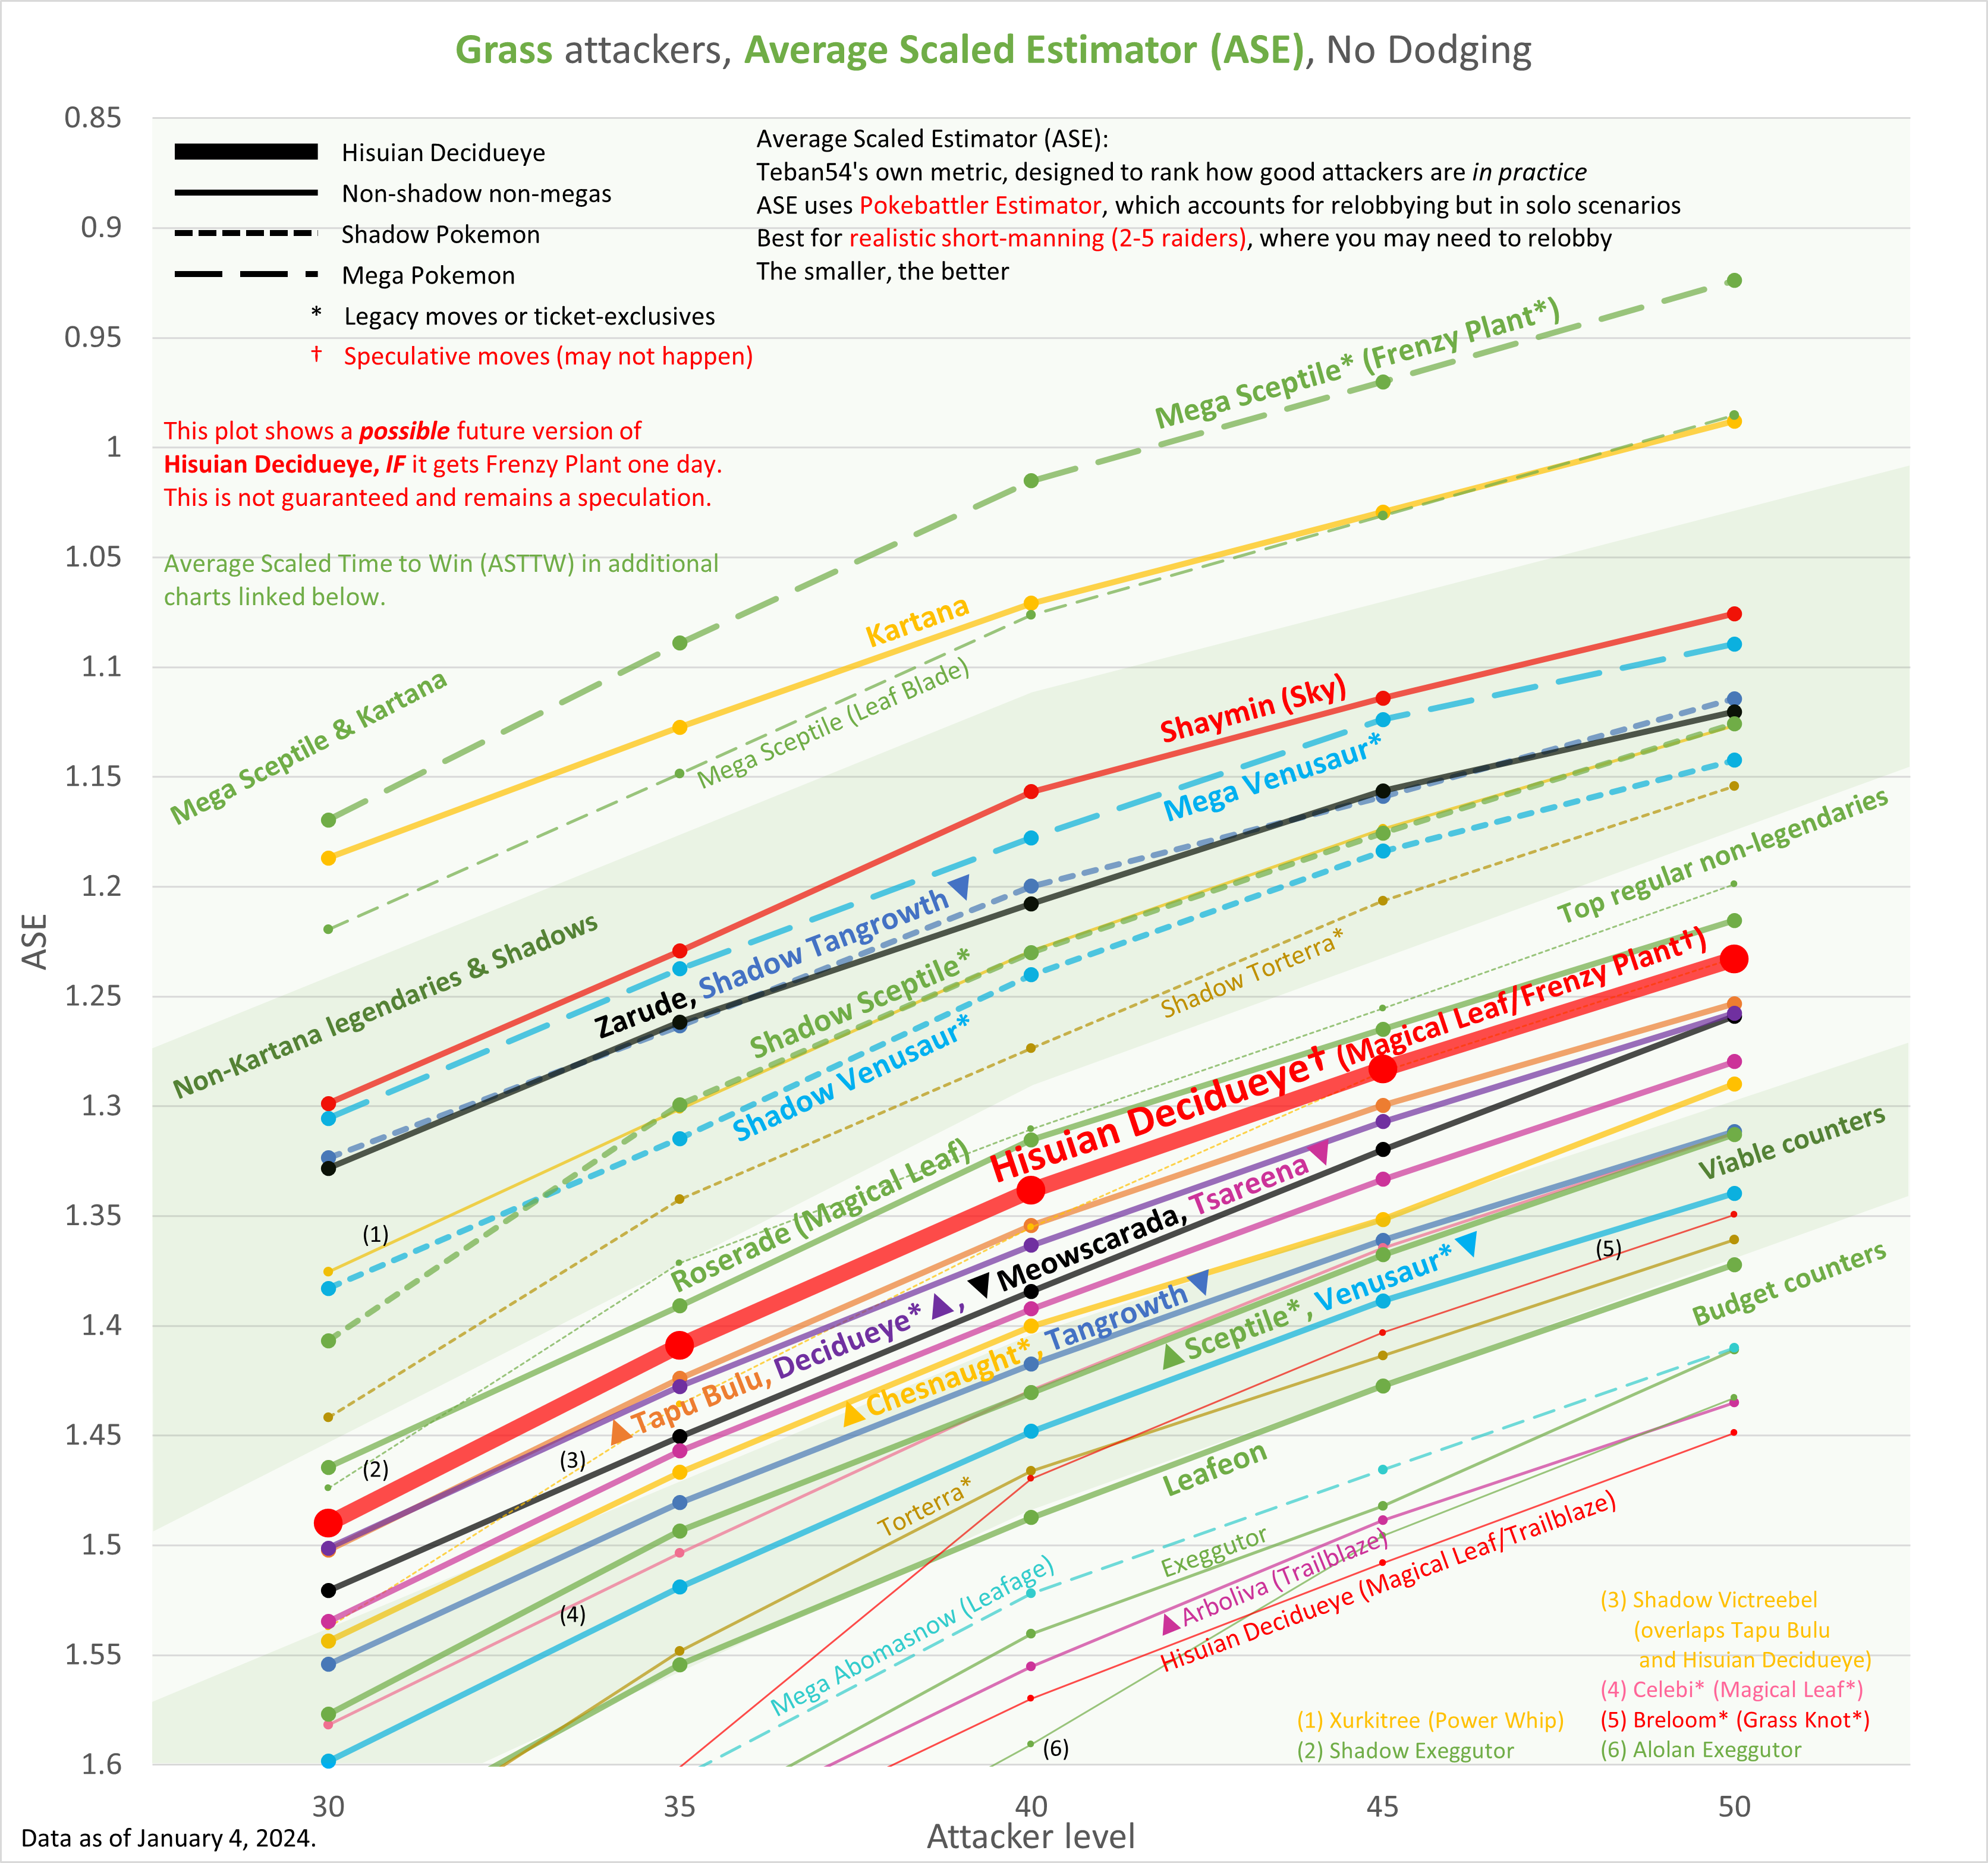 Grass attackers, Average Scaled Estimator (ASE), No Dodging
0.85
0.9
0.95
1
1.05
1.1
1.15
1.2
1.25
1.3
1.35
1.4
1.45
1.5
1.55
1.6
ASE
Hisuian Decidueye
Non-shadow non-megas
Shadow Pokemon
Mega Pokemon
* Legacy moves or ticket-exclusives
† Speculative moves (may not happen)
Average Scaled Estimator (ASE):
Teban54's own metric, designed to rank how good attackers are in practice
ASE uses Pokebattler Estimator, which accounts for relobbying but in solo scenarios
Best for realistic short-manning (2-5 raiders), where you may need to relobby
The smaller, the better
This plot shows a possible future version of
Hisuian Decidueye, IF it gets Frenzy Plant one day.
This is not guaranteed and remains a speculation.
Average Scaled Time to Win (ASTTW) in additional
charts linked below.
Mega Sceptile* (Frenzy Plant*)
Kartana
Mega Sceptile & Kartana
Mega Sceptile (Leaf Blade)
Shaymin (Sky)
Mega Venusaur*
Non-Kartana legendaries & Shadows
Zarude, Shadow Tangrowth
Shadow Sceptile*
Shadow Venusaur*
Shadow Torterra*
Top regular non-legendaries
(1)
Roserade (Magical Leaf)
Hisuian Decidueye† (Magical Leaf/Frenzy Plant†)
(2)
(3)
Tapu Bulu, Decidueye*, Meowscarada, Tsareena
Viable counters
Chesnaught*, Tangrowth
Sceptile*, Venusaur*
(5)
Budget counters
(4)
Torterra*
Leafeon
Mega Abomasnow (Leafage)
Exeggutor
Arboliva (Trailblaze)
Hisuian Decidueye (Magical Leaf/Trailblaze)
(6)
(1) Xurkitree (Power Whip)
(2) Shadow Exeggutor
(3) Shadow Victreebel
(overlaps Tapu Bulu
and Hisuian Decidueye)
(4) Celebi* (Magical Leaf*)
(5) Breloom* (Grass Knot*)
(6) Alolan Exeggutor
30
35
40
45
50
Attacker level
Data as of January 4, 2024.